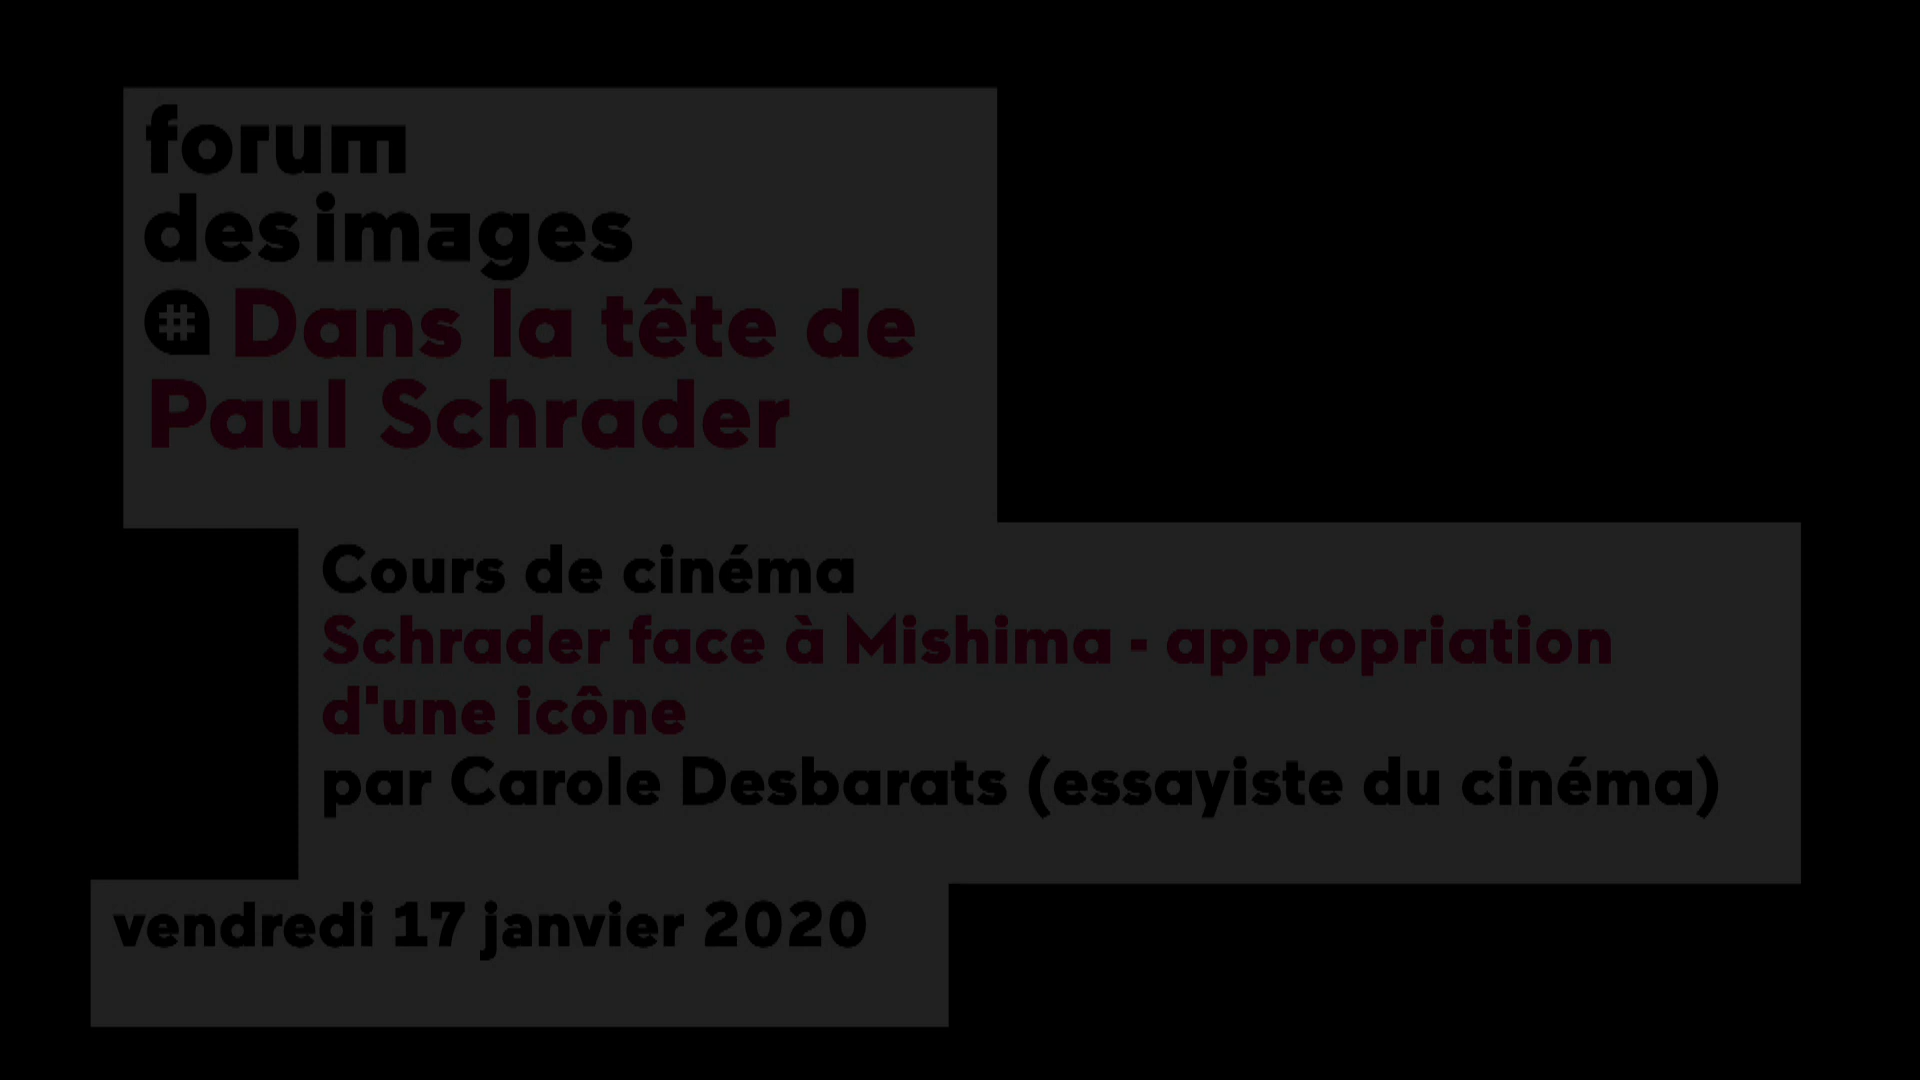 forum
des images
# Dans la tête de
Paul Schrader
Cours de cinéma
Schrader face à Mishima - appropriation
d'une icône
par Carole Desbarats (essayiste du cinéma)
vendredi 17 janvier 2020